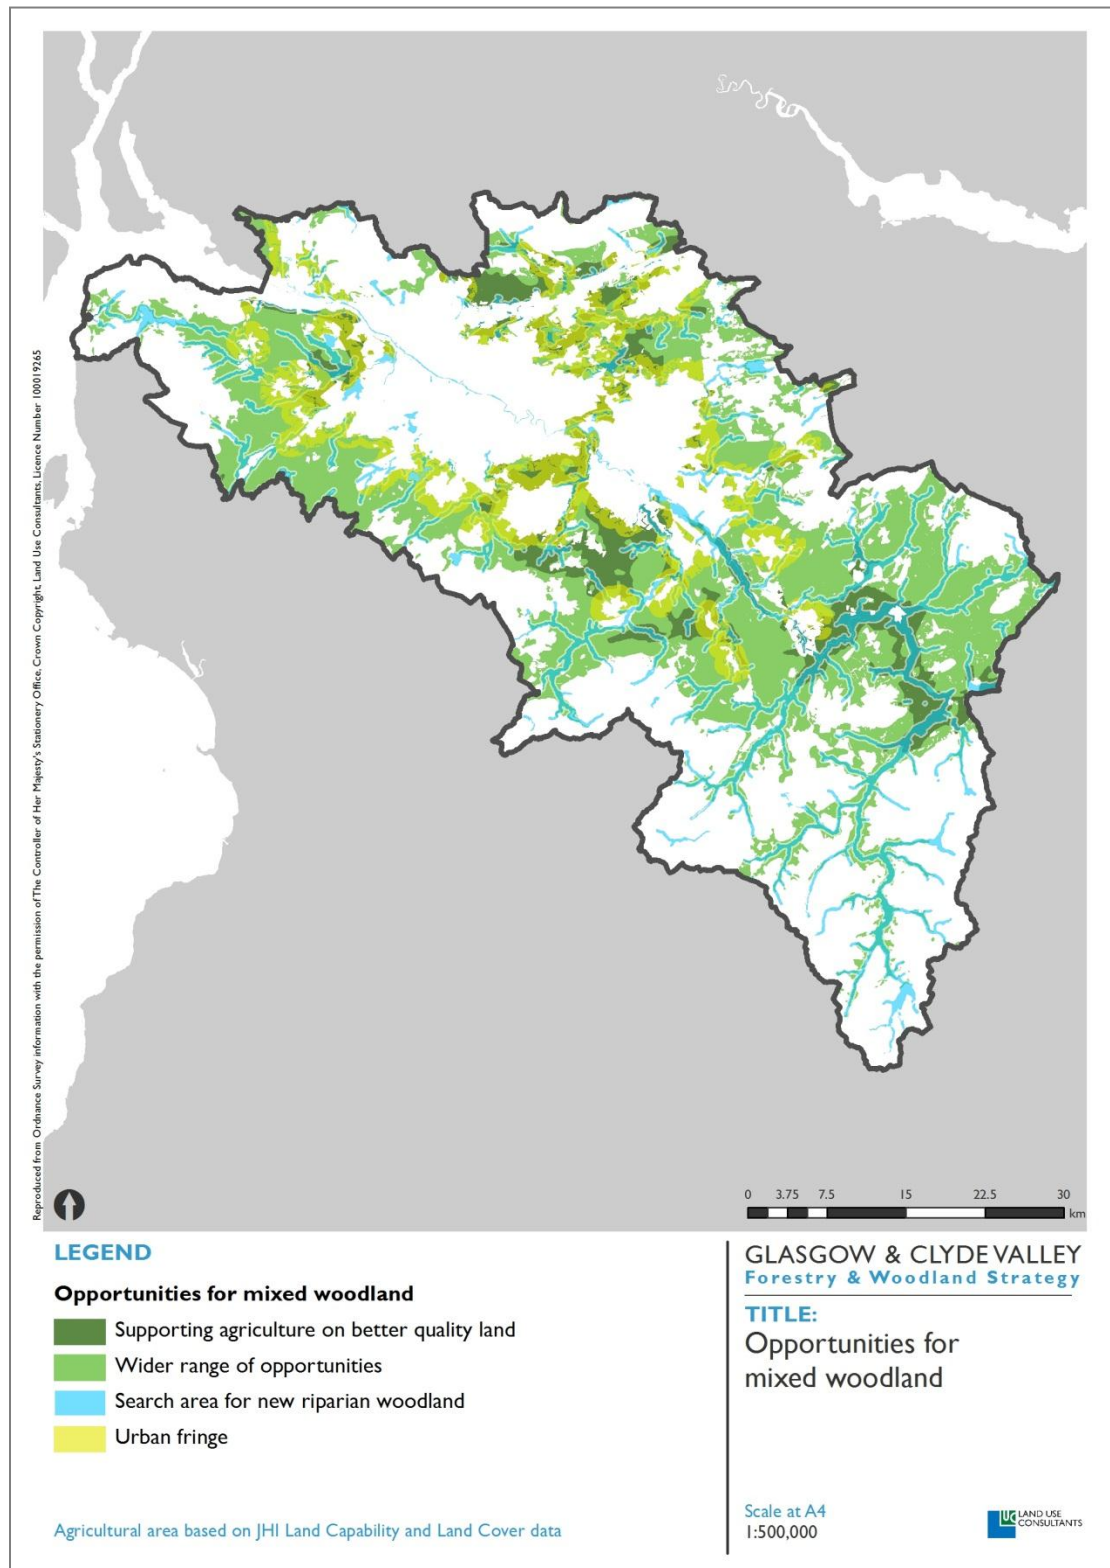 Reproduced from Ordnance Survey information with the permission of The Controller of Her Majesty's Stationery Office, Crown Copyright, Land Use Consultants, Licence Number 100019265
0 3.75 7.5 15 22.5 30
km
LEGEND
Opportunities for mixed woodland
Supporting agriculture on better quality land
Wider range of opportunities
Search area for new riparian woodland
Urban fringe
Agricultural area based on JHI Land Capability and Land Cover data
GLASGOW & CLYDE VALLEY
Forestry & Woodland Strategy
TITLE:
Opportunities for
mixed woodland
Scale at A4
1:500,000
LUC
LAND USE
CONSULTANTS